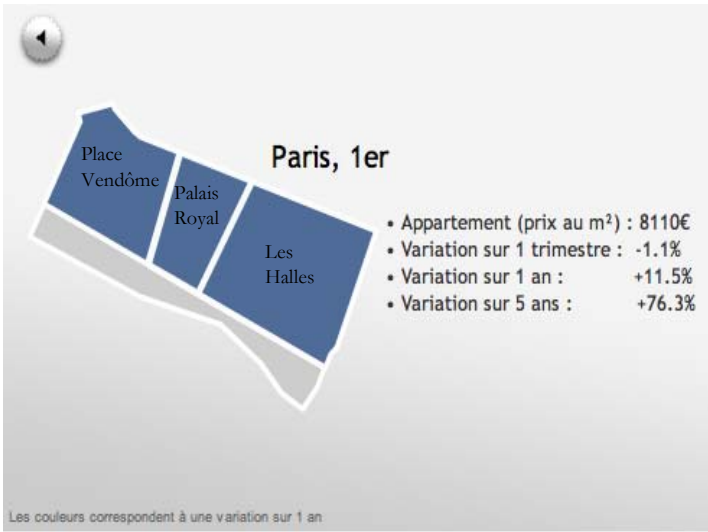 Paris, 1er
Place
Vendôme
Palais
Royal
Les
Halles
• Appartement (prix au m²) : 8110€
• Variation sur 1 trimestre : -1.1%
• Variation sur 1 an : +11.5%
• Variation sur 5 ans : +76.3%
Les couleurs correspondent à une variation sur 1 an